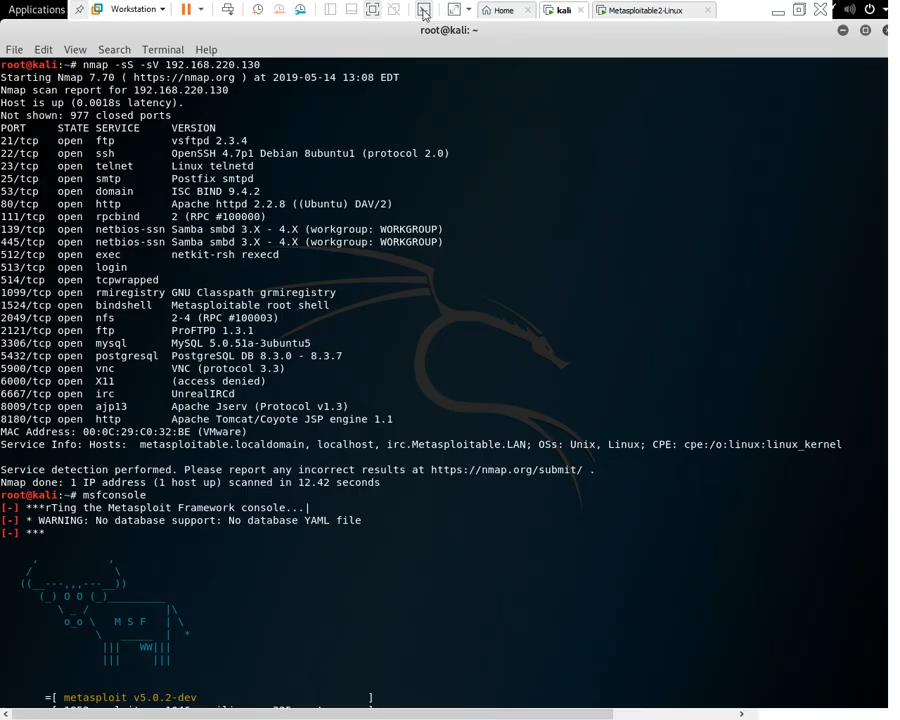 Applications
Workstation
Home
kali
Metasploitable2-Linux
root@kali: ~
File Edit View Search Terminal Help
root@kali:~# nmap -sS -sV 192.168.220.130
Starting Nmap 7.70 ( https://nmap.org ) at 2019-05-14 13:08 EDT
Nmap scan report for 192.168.220.130
Host is up (0.0018s latency).
Not shown: 977 closed ports
PORT STATE SERVICE VERSION
21/tcp open ftp vsftpd 2.3.4
22/tcp open ssh OpenSSH 4.7p1 Debian 8ubuntu1 (protocol 2.0)
23/tcp open telnet Linux telnetd
25/tcp open smtp Postfix smtpd
53/tcp open domain ISC BIND 9.4.2
80/tcp open http Apache httpd 2.2.8 ((Ubuntu) DAV/2)
111/tcp open rpcbind 2 (RPC #100000)
139/tcp open netbios-ssn Samba smbd 3.X - 4.X (workgroup: WORKGROUP)
445/tcp open netbios-ssn Samba smbd 3.X - 4.X (workgroup: WORKGROUP)
512/tcp open exec netkit-rsh rexecd
513/tcp open login
514/tcp open tcpwrapped
1099/tcp open rmiregistry GNU Classpath grmiregistry
1524/tcp open bindshell Metasploitable root shell
2049/tcp open nfs 2-4 (RPC #100003)
2121/tcp open ftp ProFTPD 1.3.1
3306/tcp open mysql MySQL 5.0.51a-3ubuntu5
5432/tcp open postgresql PostgreSQL DB 8.3.0 - 8.3.7
5900/tcp open vnc VNC (protocol 3.3)
6000/tcp open X11 (access denied)
6667/tcp open irc UnrealIRCd
8009/tcp open ajp13 Apache Jserv (Protocol v1.3)
8180/tcp open http Apache Tomcat/Coyote JSP engine 1.1
MAC Address: 00:0C:29:C0:32:BE (VMware)
Service Info: Hosts:  metasploitable.localdomain, localhost, irc.Metasploitable.LAN; OSs: Unix, Linux; CPE: cpe:/o:linux:linux_kernel
Service detection performed. Please report any incorrect results at https://nmap.org/submit/ .
Nmap done: 1 IP address (1 host up) scanned in 12.42 seconds
root@kali:~# msfconsole
[-] ***rTing the Metasploit Framework console...|
[-] * WARNING: No database support: No database YAML file
[-] ***
M S F
=[ metasploit v5.0.2-dev ]